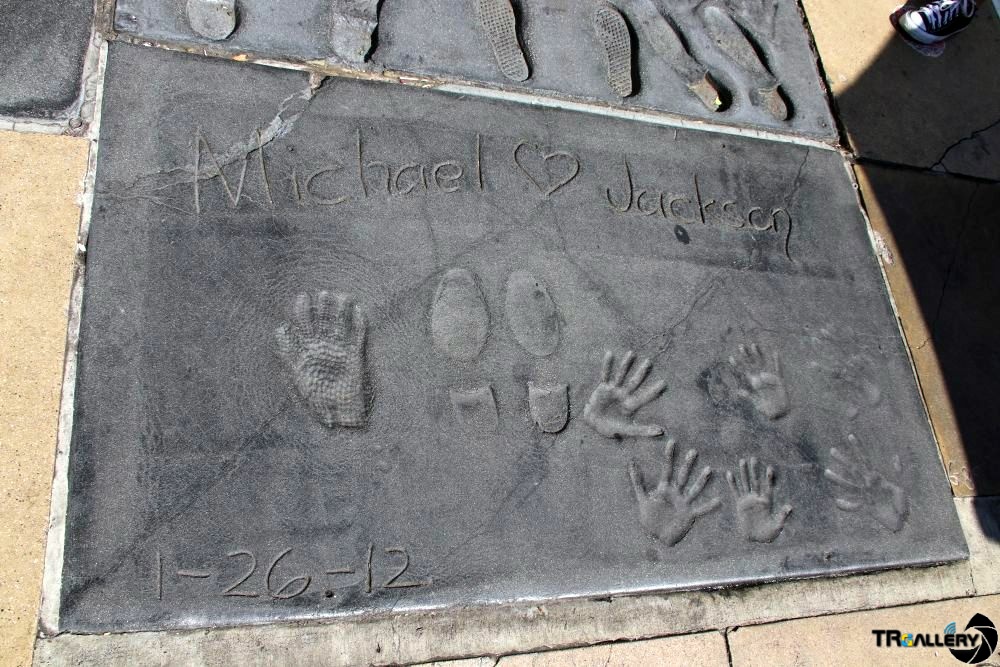 Michael ♡ Jackson
1-26-12
TRGALLERY